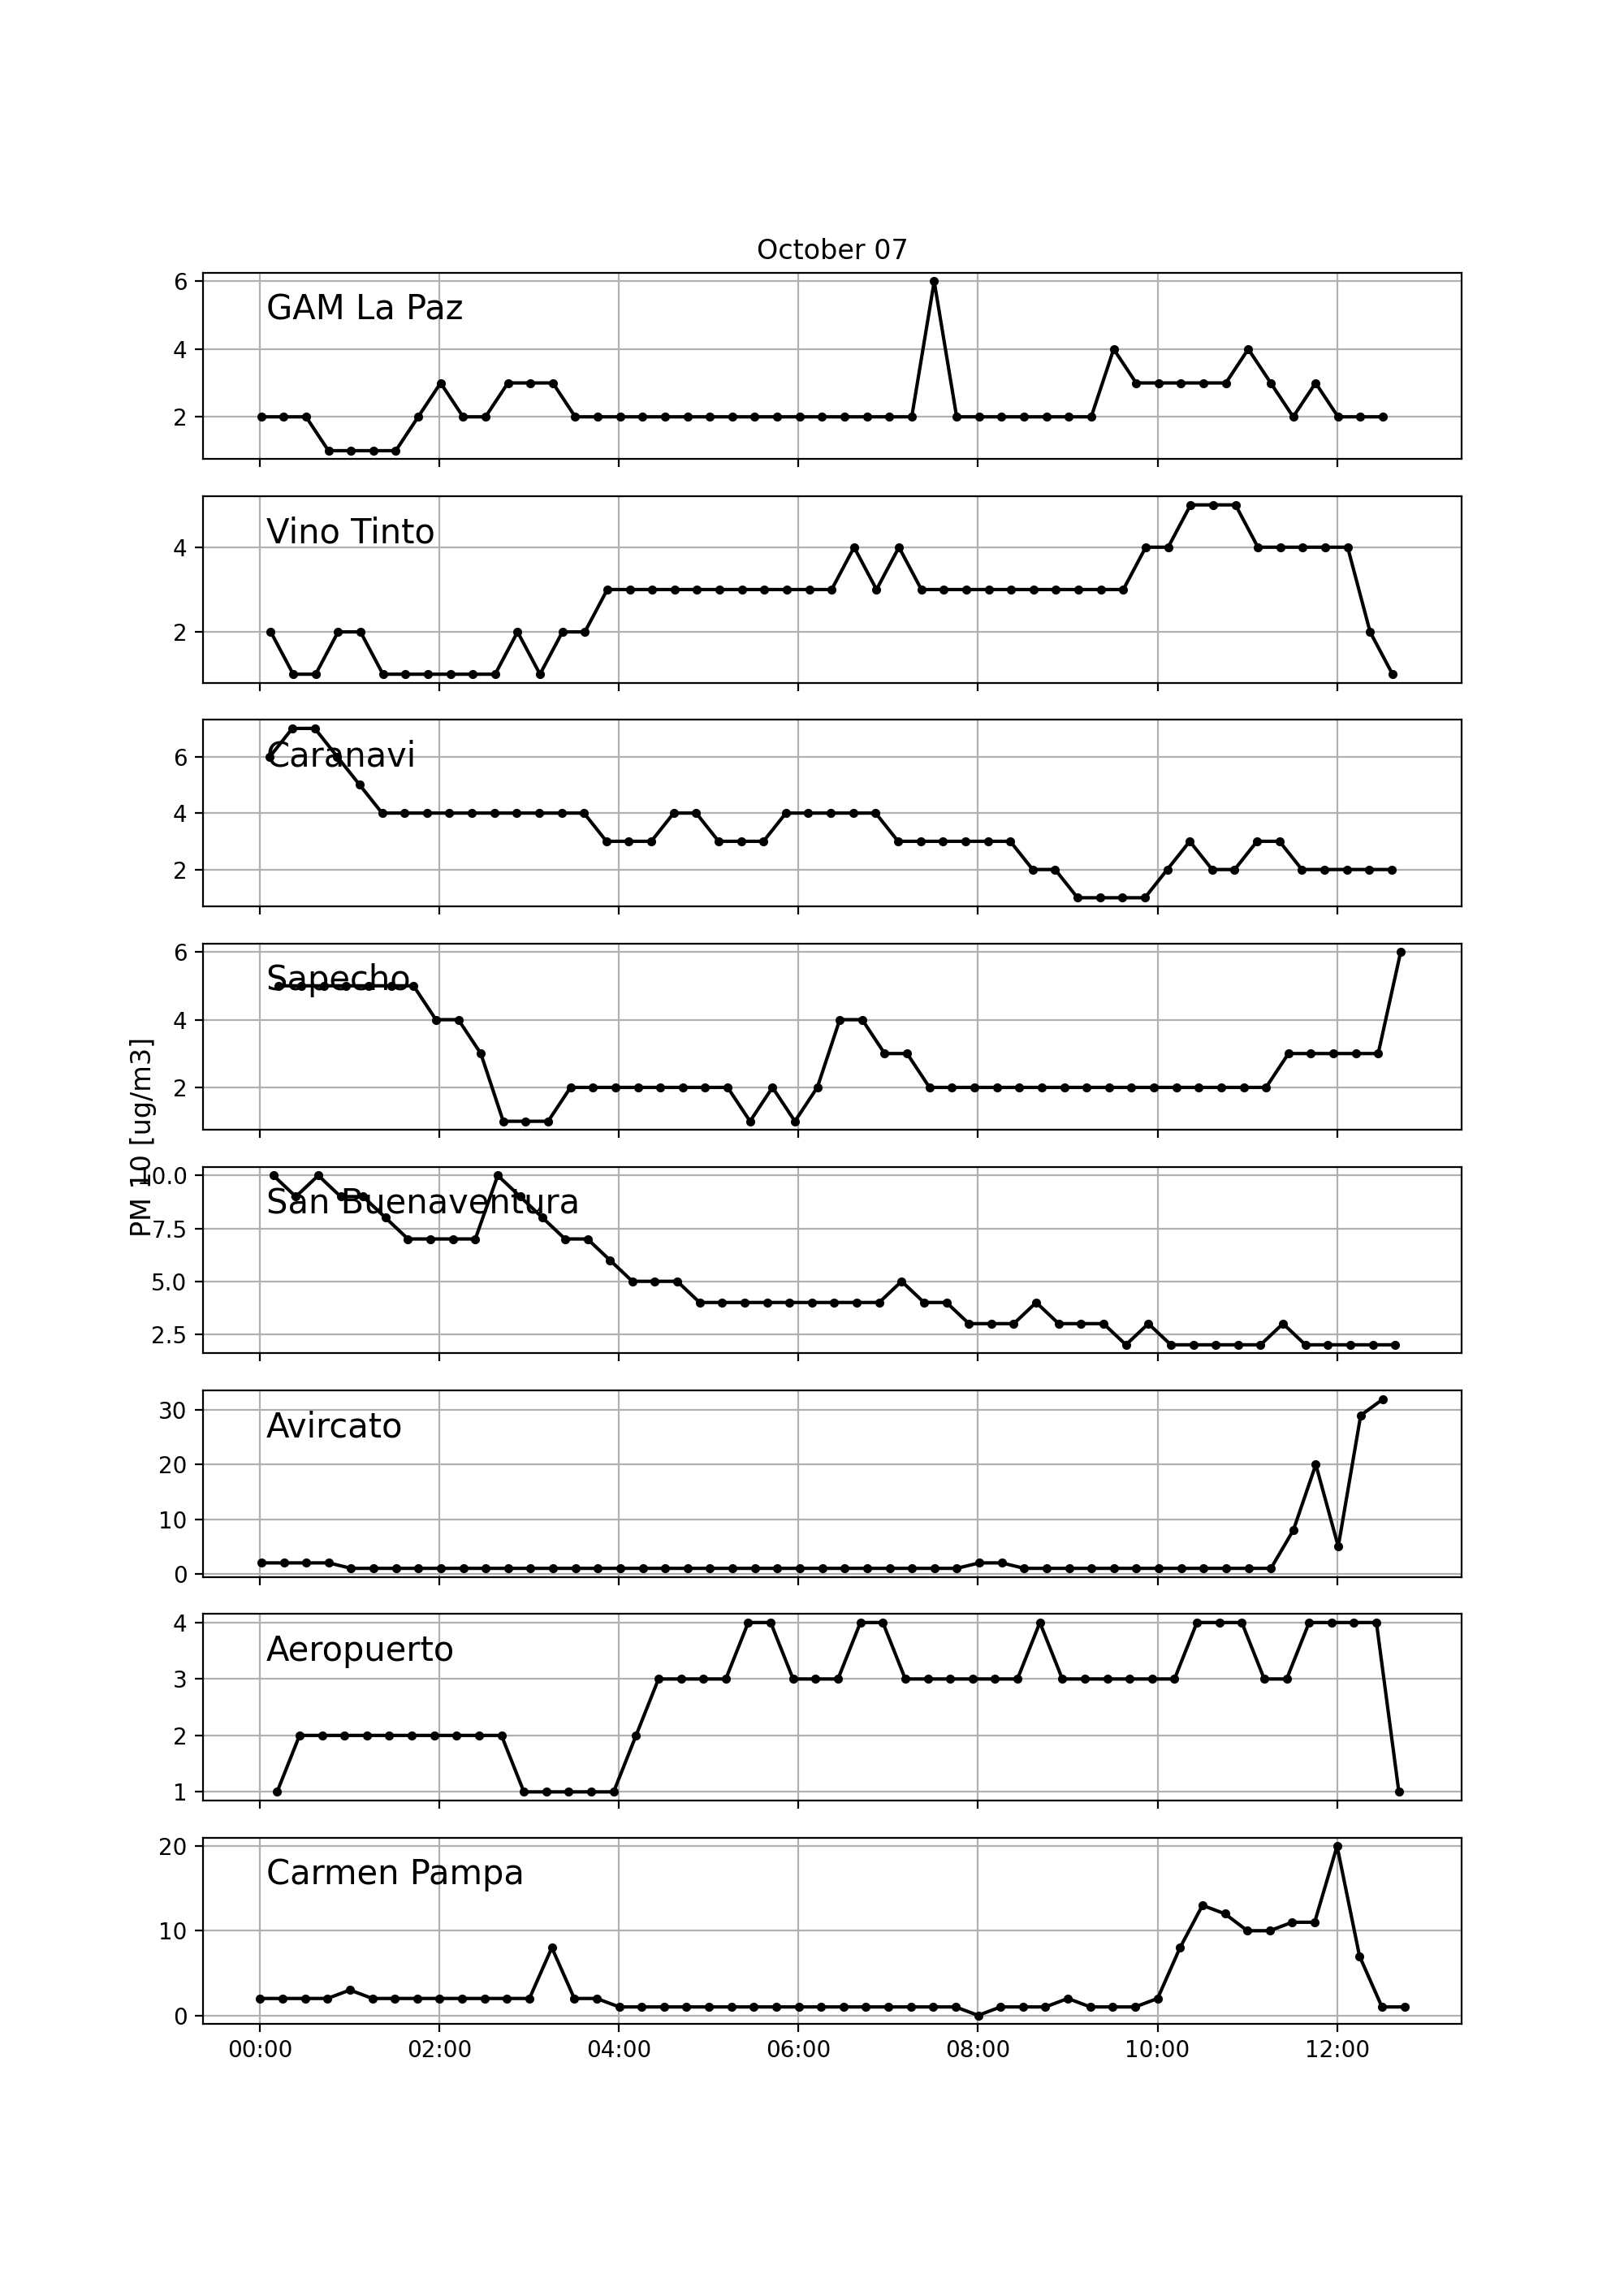 October 07
GAM La Paz
6
4
2
Vino Tinto
4
2
Caranavi
6
4
2
Sapecho
6
4
2
PM 10 [ug/m3]
San Buenaventura
10.0
7.5
5.0
2.5
Avircato
30
20
10
0
Aeropuerto
4
3
2
1
Carmen Pampa
20
10
0
00:00 02:00 04:00 06:00 08:00 10:00 12:00